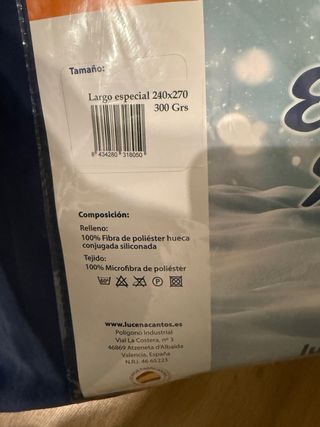 Tamaño:
Largo especial 240x270
300 Grs
8 434280 318050
Composición:
Relleno:
100% Fibra de poliéster hueca
conjugada siliconada
Tejido:
100% Microfibra de poliéster
www.lucenacantos.es
Polígono Industrial
Vial La Costera, nº 3
46869 Atzeneta d'Albaida
Valencia, España
N.R.I. 46-65223